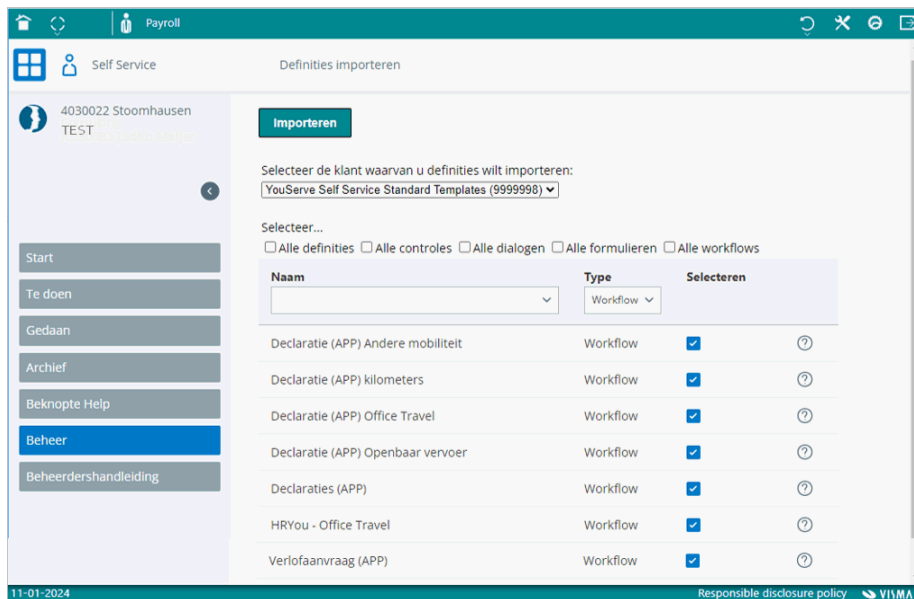 Payroll
Self Service
Definities importeren
4030022 Stoomhausen
TEST
Importeren
Selecteer de klant waarvan u definities wilt importeren:
YouServe Self Service Standard Templates (9999998)
Selecteer...
Alle definities Alle controles Alle dialogen Alle formulieren Alle workflows
Naam Type Selecteren
Workflow
Declaratie (APP) Andere mobiliteit Workflow
Declaratie (APP) kilometers Workflow
Declaratie (APP) Office Travel Workflow
Declaratie (APP) Openbaar vervoer Workflow
Declaraties (APP) Workflow
HRYou - Office Travel Workflow
Verlofaanvraag (APP) Workflow
Start
Te doen
Gedaan
Archief
Beknopte Help
Beheer
Beheerdershandleiding
11-01-2024
Responsible disclosure policy
VISMA